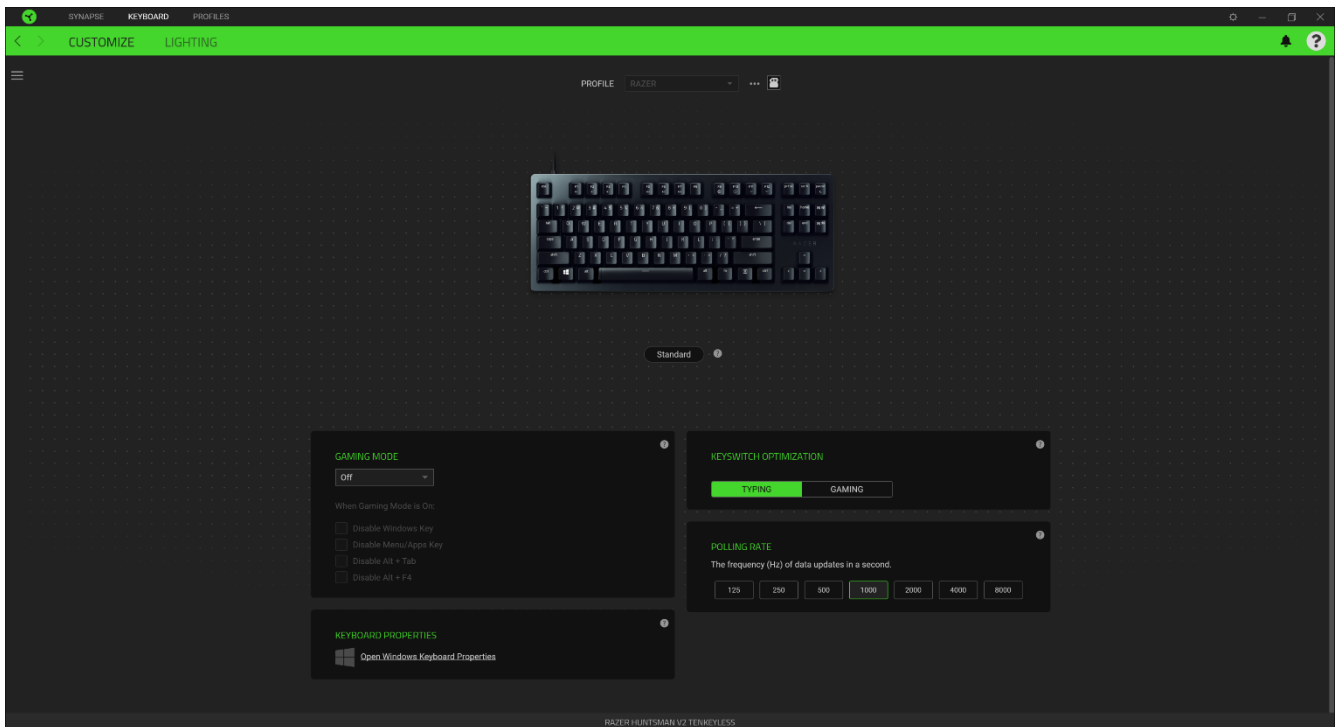 SYNAPSE KEYBOARD PROFILES
CUSTOMIZE LIGHTING
PROFILE RAZER
Standard
GAMING MODE
Off
When Gaming Mode is On:
Disable Windows Key
Disable Menu/Apps Key
Disable Alt + Tab
Disable Alt + F4
KEYBOARD PROPERTIES
Open Windows Keyboard Properties
KEYSWITCH OPTIMIZATION
TYPING GAMING
POLLING RATE
The frequency (Hz) of data updates in a second.
125 250 500 1000 2000 4000 8000
RAZER HUNTSMAN V2 TENKEYLESS